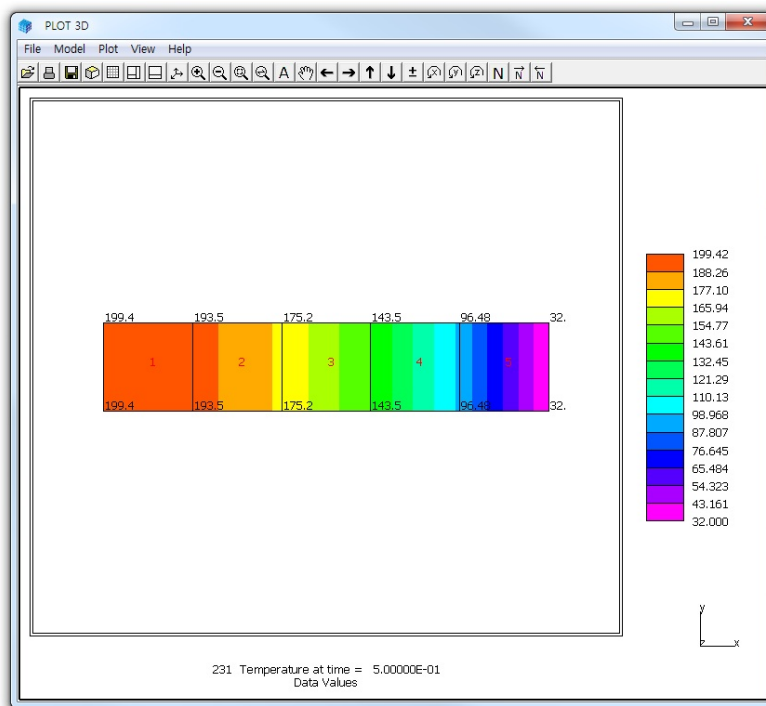 PLOT 3D
File Model Plot View Help
A N N N
199.4 193.5 175.2 143.5 96.48 32.
1 2 3 4 5
199.4 193.5 175.2 143.5 96.48 32.
199.42
188.26
177.10
165.94
154.77
143.61
132.45
121.29
110.13
98.968
87.807
76.645
65.484
54.323
43.161
32.000
y
z x
231 Temperature at time = 5.00000E-01
Data Values